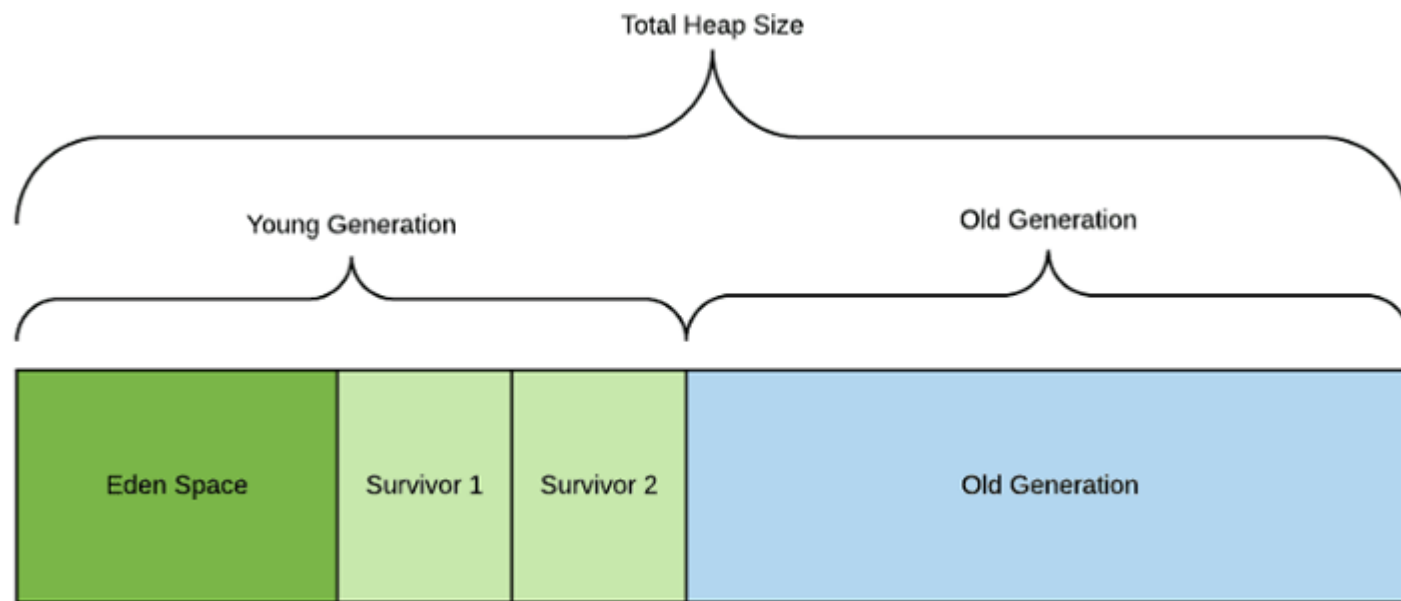 Total Heap Size
Young Generation
Old Generation
Eden Space
Survivor 1
Survivor 2
Old Generation